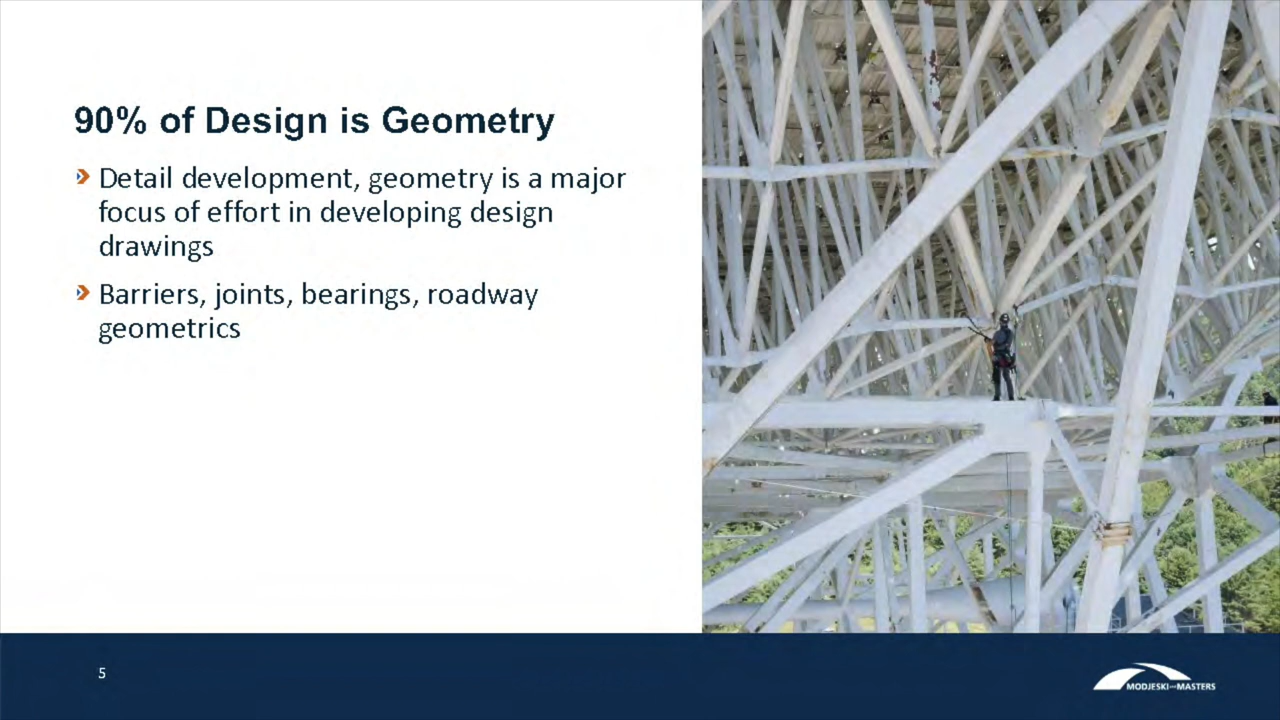 90% of Design is Geometry
Detail development, geometry is a major
focus of effort in developing design
drawings
Barriers, joints, bearings, roadway
geometrics
5
MODJESKI and MASTERS